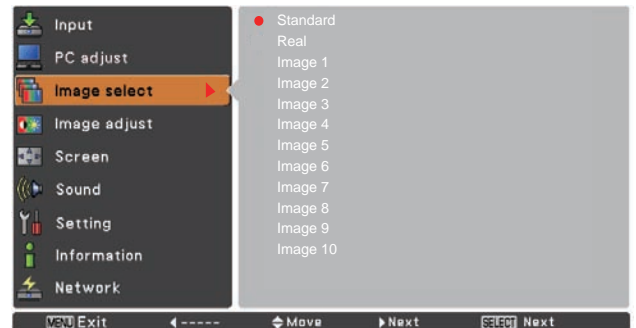 Input
PC adjust
Image select
Image adjust
Screen
Sound
Setting
Information
Network
Standard
Real
Image 1
Image 2
Image 3
Image 4
Image 5
Image 6
Image 7
Image 8
Image 9
Image 10
MENU Exit ----- Move Next SELECT Next